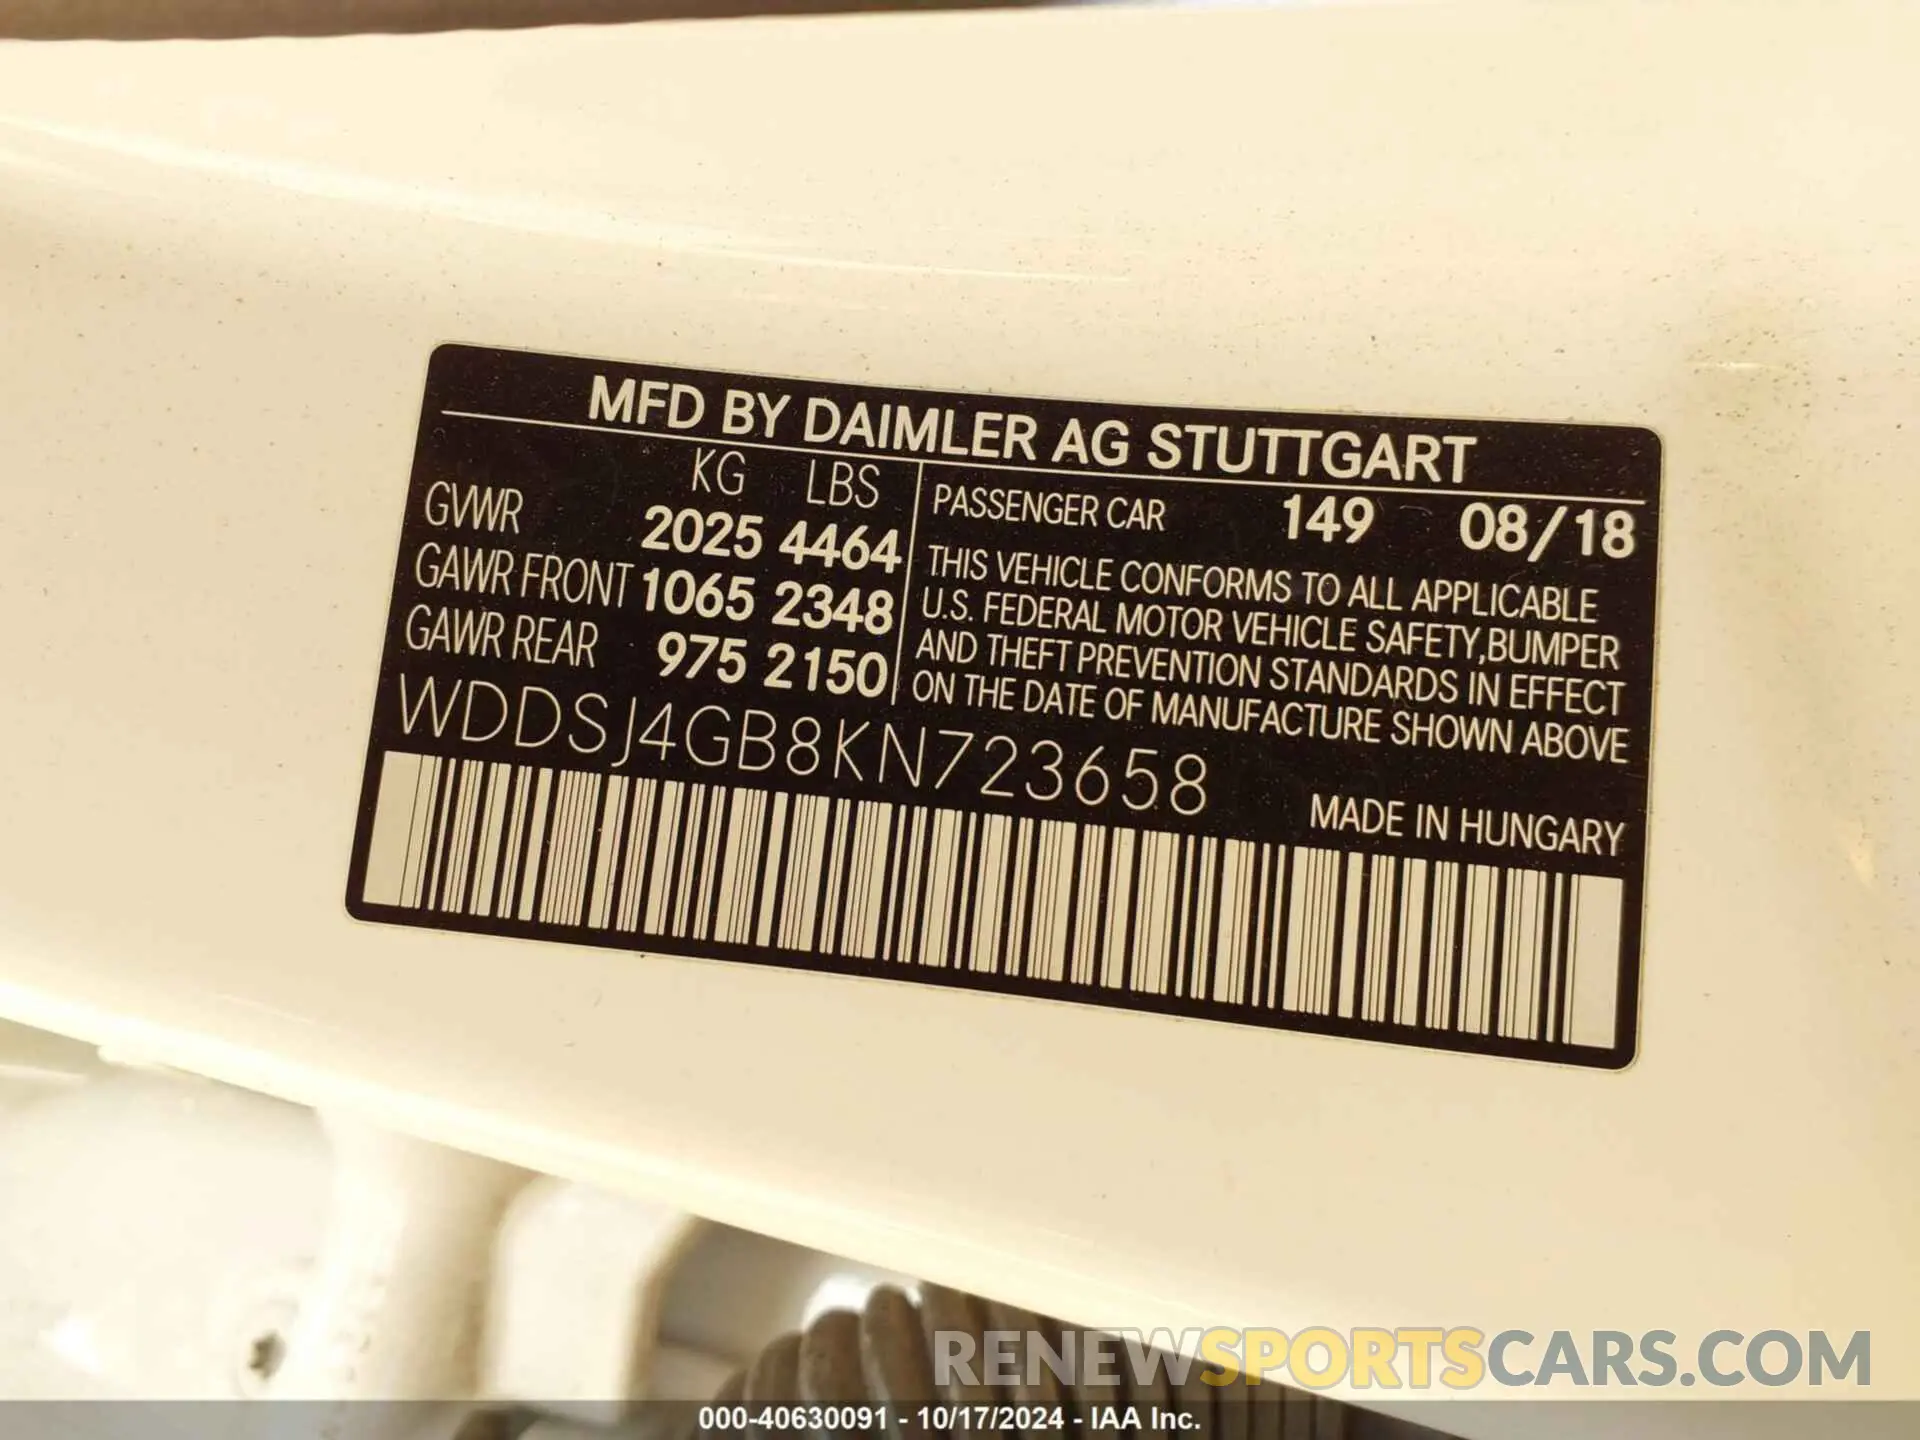 MFD BY DAIMLER AG STUTTGART
KG LBS
GVWR 2025 4464
GAWR FRONT 1065 2348
GAWR REAR 975 2150
PASSENGER CAR 149 08/18
THIS VEHICLE CONFORMS TO ALL APPLICABLE
U.S. FEDERAL MOTOR VEHICLE SAFETY,BUMPER
AND THEFT PREVENTION STANDARDS IN EFFECT
ON THE DATE OF MANUFACTURE SHOWN ABOVE
WDDSJ4GB8KN723658
MADE IN HUNGARY
RENEWSPORTSCARS.COM
000-40630091 - 10/17/2024 - IAA Inc.